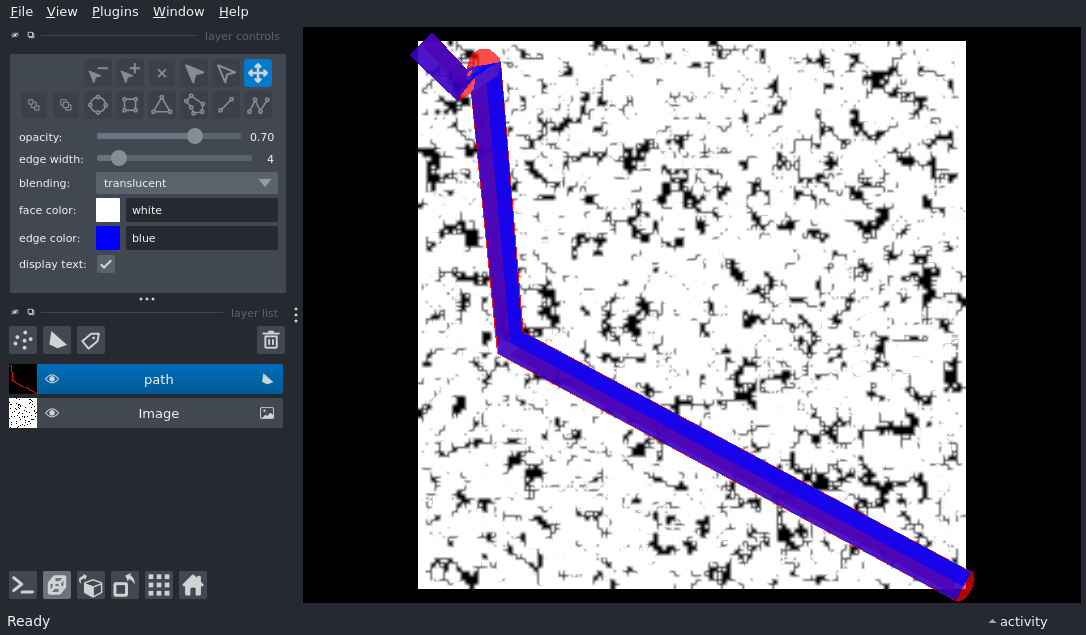 File View Plugins Window Help
layer controls
opacity: 0.70
edge width: 4
blending: translucent
face color: white
edge color: blue
display text:
layer list
path
Image
Ready
activity